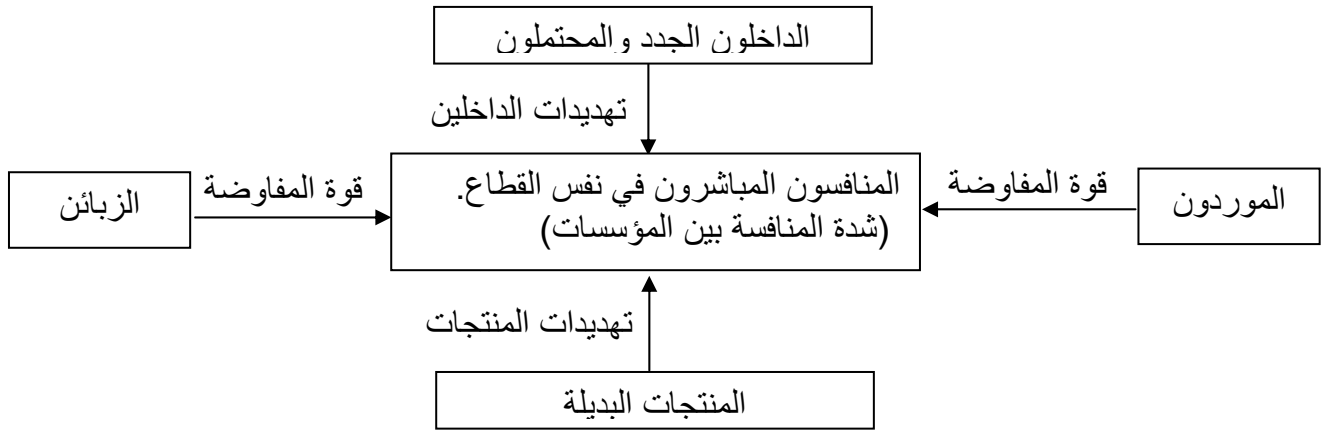 الداخلون الجدد والمحتملون
تهديدات الداخلين
الموردون
قوة المفاوضة
المنافسون المباشرون في نفس القطاع.
(شدة المنافسة بين المؤسسات)
قوة المفاوضة
الزبائن
تهديدات المنتجات
المنتجات البديلة